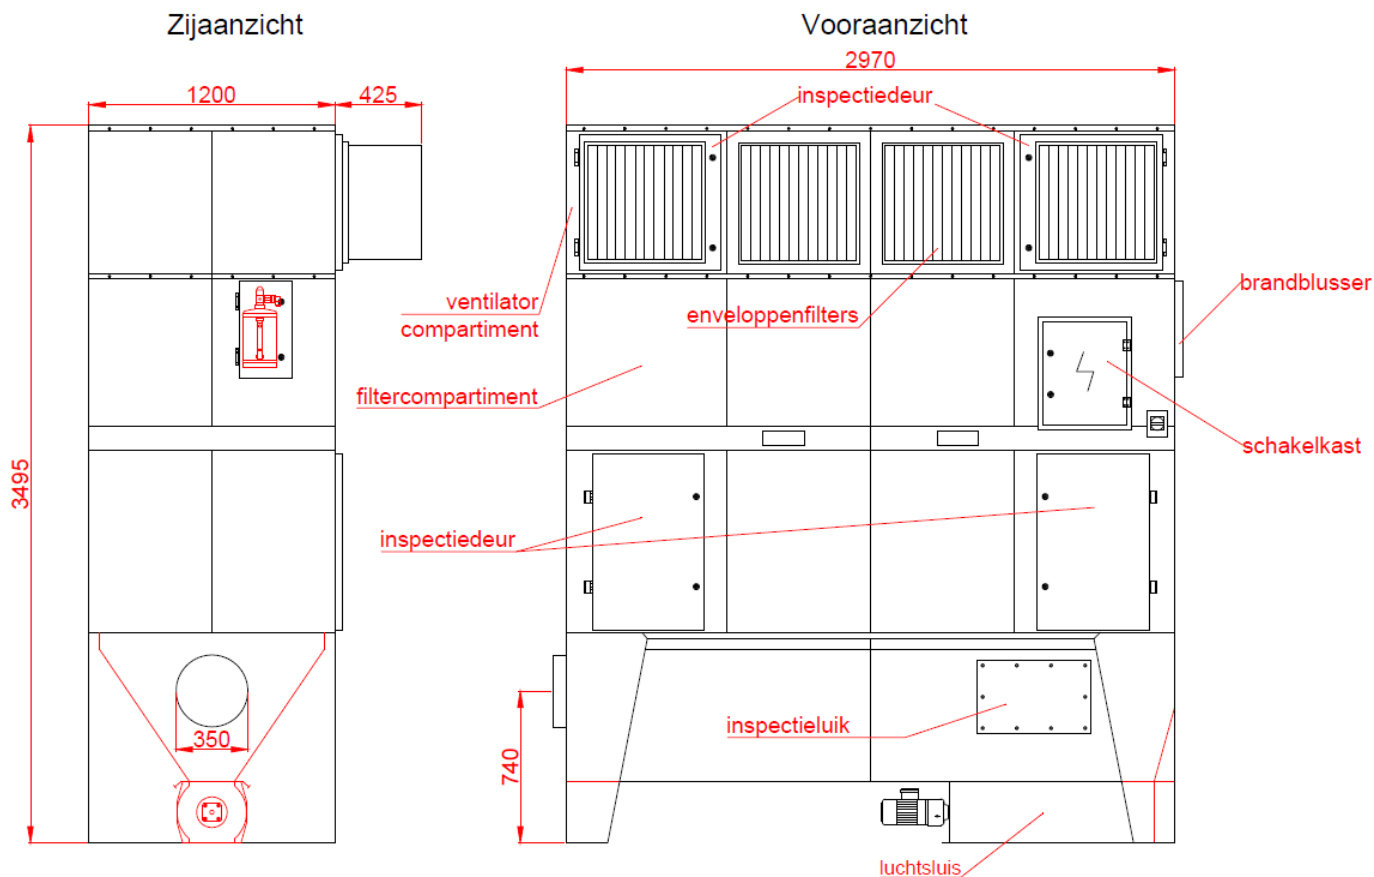 Zijaanzicht
Vooraanzicht
2970
1200
425
inspectiedeur
brandblusser
ventilator
compartiment
enveloppenfilters
filtercompartiment
schakelkast
3495
inspectiedeur
inspectieluik
350
740
luchtsluis